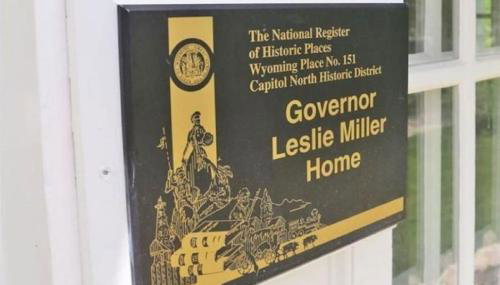 The National Register
of Historic Places
Wyoming Place No. 151
Capitol North Historic District
Governor
Leslie Miller
Home